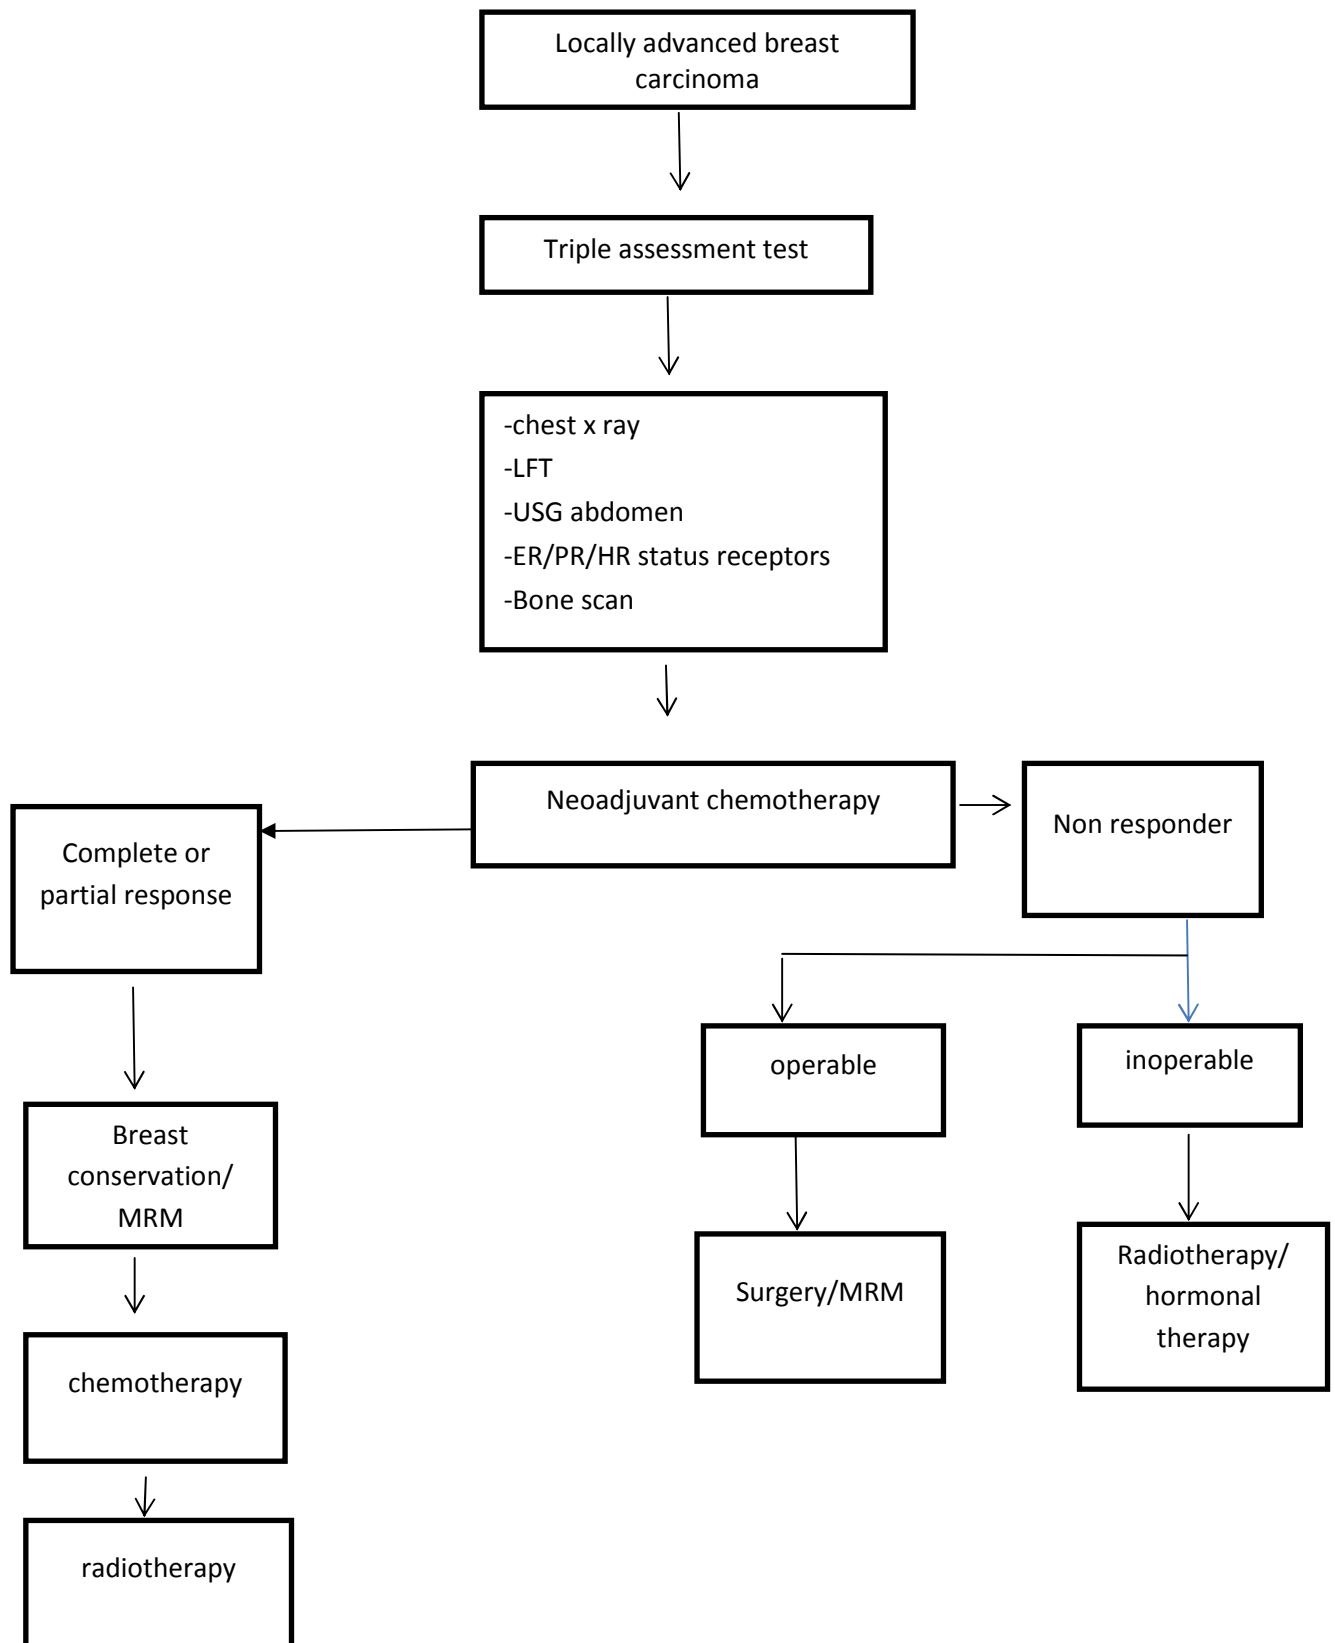 Locally advanced breast
carcinoma
Triple assessment test
-chest x ray
-LFT
-USG abdomen
-ER/PR/HR status receptors
-Bone scan
Neoadjuvant chemotherapy
Non responder
Complete or
partial response
operable
inoperable
Breast
conservation/
MRM
Surgery/MRM
Radiotherapy/
hormonal
therapy
chemotherapy
radiotherapy